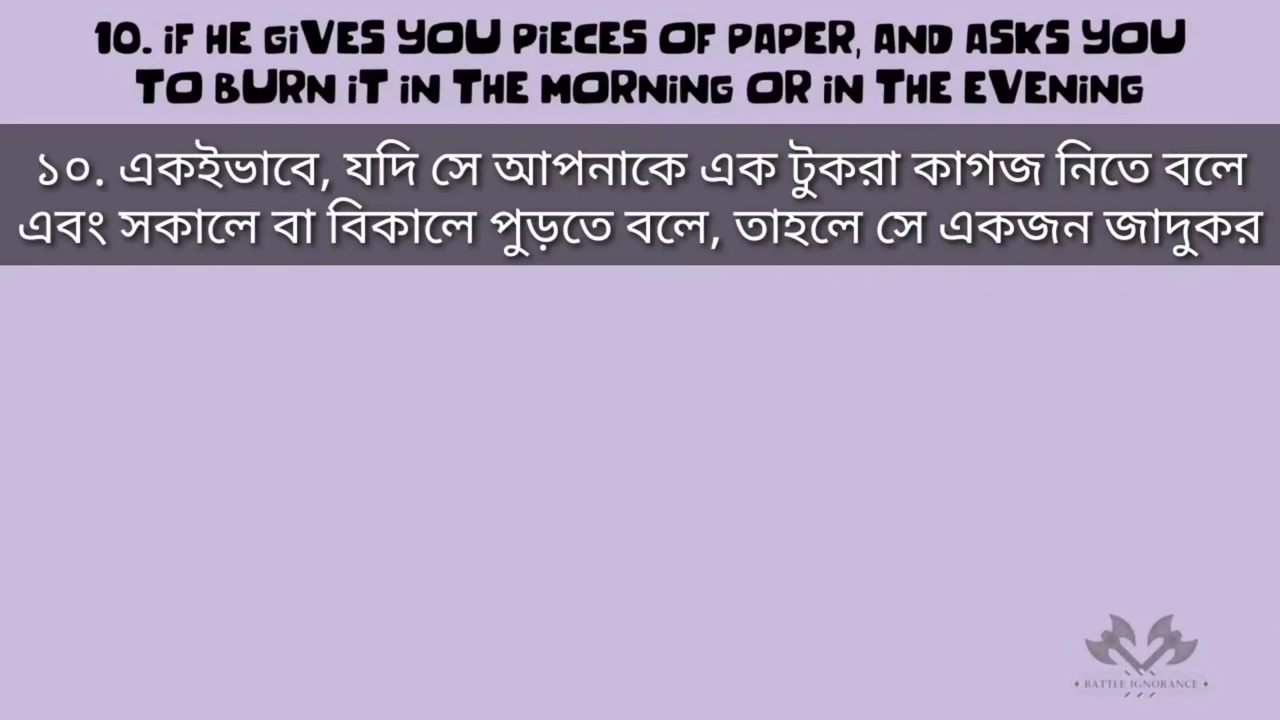 10. iF HE GiVES YOU PiECES OF PAPER, AND ASKS YOU
TO BURN iT iN THE MORNiNG OR iN THE EVENiNG
১০. একইভাবে, যদি সে আপনাকে এক টুকরা কাগজ নিতে বলে
এবং সকালে বা বিকালে পুড়তে বলে, তাহলে সে একজন জাদুকর
BATTLE IGNORANCE